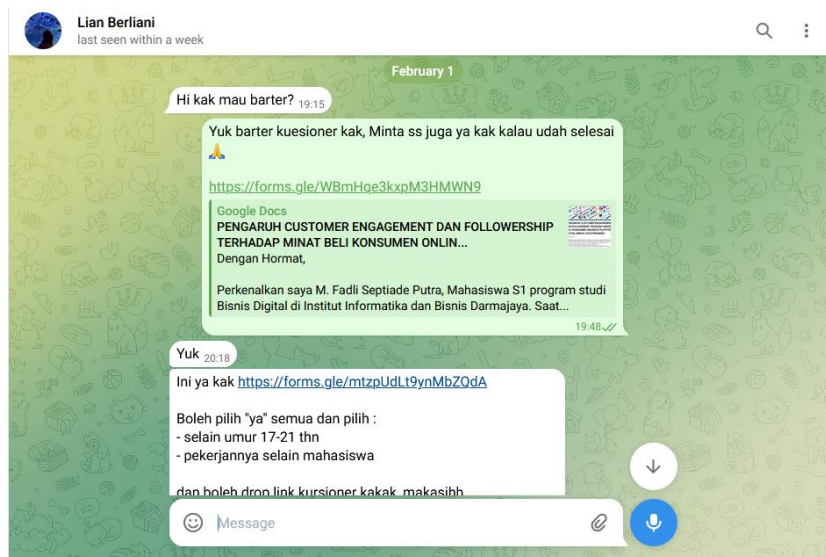 Lian Berliani
last seen within a week
February 1
Hi kak mau barter? 19:15
Yuk barter kuesioner kak, Minta ss juga ya kak kalau udah selesai
🙏
https://forms.gle/WBmHqe3kxpM3HMWN9
Google Docs
PENGARUH CUSTOMER ENGAGEMENT DAN FOLLOWERSHIP
TERHADAP MINAT BELI KONSUMEN ONLIN...
Dengan Hormat,
Perkenalkan saya M. Fadli Septiade Putra, Mahasiswa S1 program studi
Bisnis Digital di Institut Informatika dan Bisnis Darmajaya. Saat...
19:48
Yuk 20:18
Ini ya kak https://forms.gle/mtzpUdLt9ynMbZQdA
Boleh pilih "ya" semua dan pilih :
- selain umur 17-21 thn
- pekerjannya selain mahasiswa
dan boleh drop link kursioner kakak, makasihh
Message